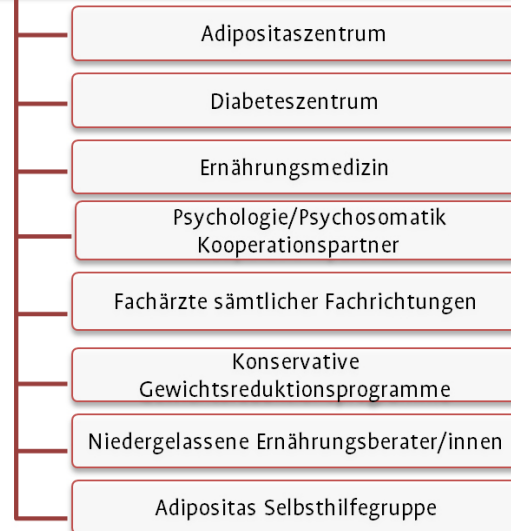 Adipositaszentrum
Diabeteszentrum
Ernährungsmedizin
Psychologie/Psychosomatik
Kooperationspartner
Fachärzte sämtlicher Fachrichtungen
Konservative
Gewichtsreduktionsprogramme
Niedergelassene Ernährungsberater/innen
Adipositas Selbsthilfegruppe